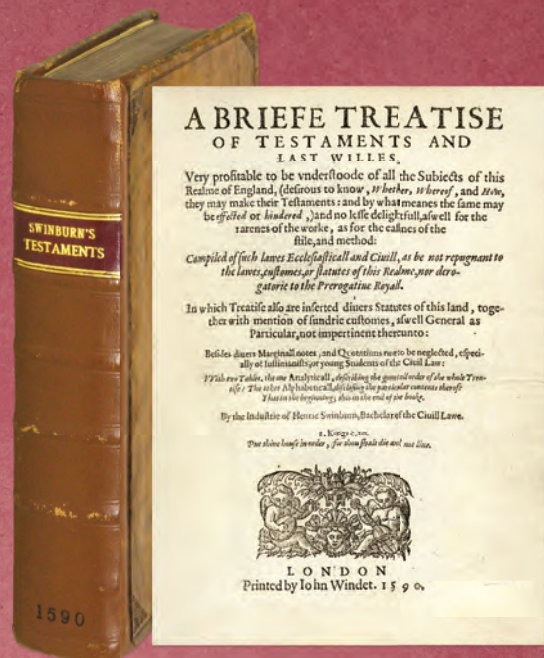 SWINBURN'S
TESTAMENTS
1590
A BRIEFE TREATISE
OF TESTAMENTS AND
LAST WILLES,
Very profitable to be vnderstoode of all the Subiects of this
Realme of England, (desirous to know, Whether, Whereof, and How,
they may make their Testaments: and by what meanes the same may
be effected or hindered,) and no lesse delightfull, aswell for the
rarenes of the worke, as for the easines of the
stile, and method:
Compiled of such lawes Ecclesiasticall and Ciuill, as be not repugnant to
the lawes, customes, or statutes of this Realme, nor dero-
gatorie to the Prerogatiue Royall.
In which Treatise also are inserted diuers Statutes of this land, toge-
ther with mention of sundrie customes, aswell General as
Particular, not impertinent thereunto:
Besides diuers Marginall notes, and Quotations not to be neglected, especi-
ally of Iustinianists, or young Students of the Ciuil Law:
With two Tables, the one Analyticall, describing the generall order of the whole Trea-
tise: The other Alphabeticall, disclosing the particular contents thereof
That in the beginning, this in the end of the booke.
By the Industrie of Henrie Swinburn, Bachelar of the Ciuill Lawe.
2. Kings c.20.
Put thine house in order, for thou shalt die and not liue.
LONDON
Printed by Iohn Windet. 1590.